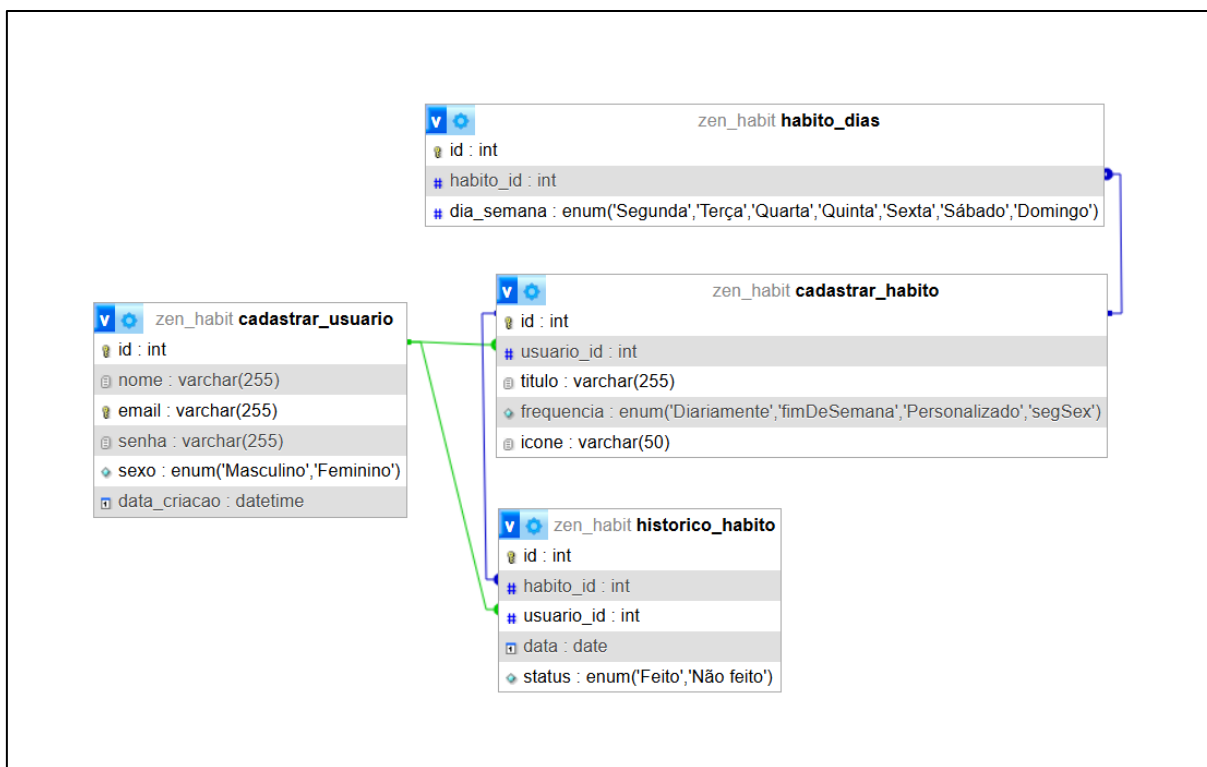 v zen_habit habito_dias
id : int
# habito_id : int
# dia_semana : enum('Segunda','Terça','Quarta','Quinta','Sexta','Sábado','Domingo')
v zen_habit cadastrar_habito
id : int
# usuario_id : int
titulo : varchar(255)
frequencia : enum('Diariamente','fimDeSemana','Personalizado','segSex')
icone : varchar(50)
v zen_habit cadastrar_usuario
id : int
nome : varchar(255)
email : varchar(255)
senha : varchar(255)
sexo : enum('Masculino','Feminino')
data_criacao : datetime
v zen_habit historico_habito
id : int
# habito_id : int
# usuario_id : int
data : date
status : enum('Feito','Não feito')